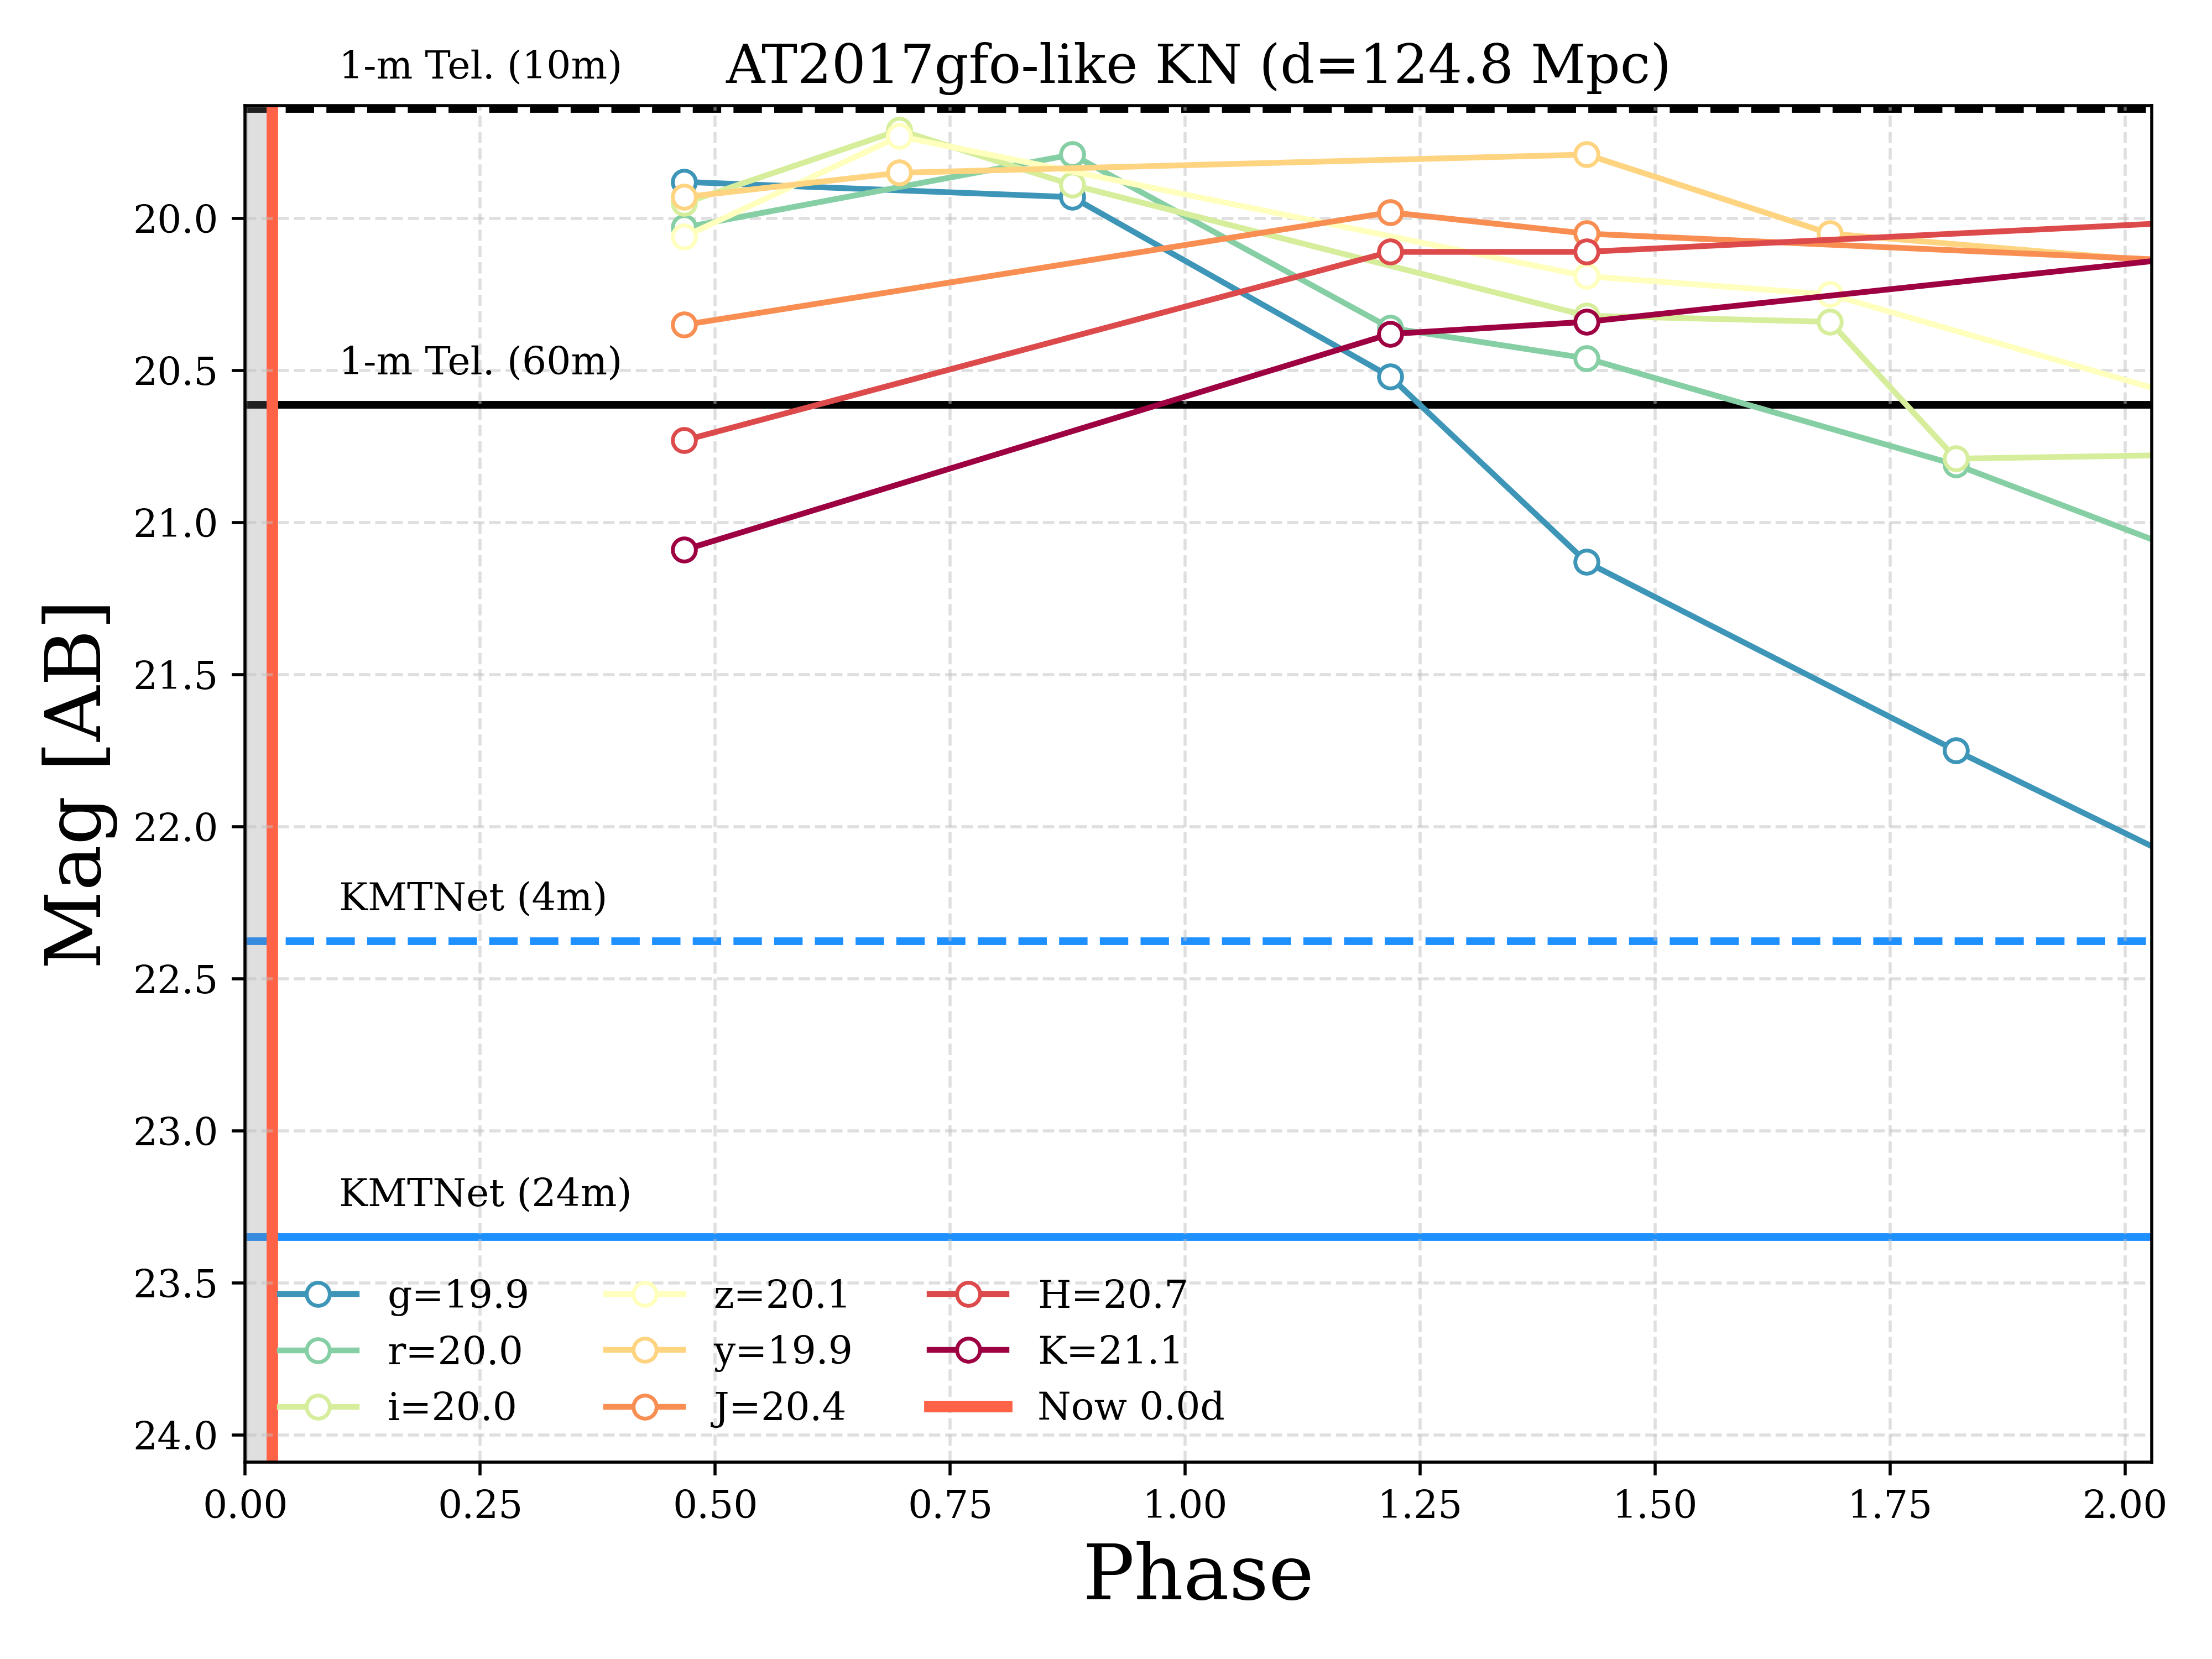 AT2017gfo-like KN (d=124.8 Mpc)
1-m Tel. (10m)
1-m Tel. (60m)
KMTNet (4m)
KMTNet (24m)
Mag [AB]
20.0
20.5
21.0
21.5
22.0
22.5
23.0
23.5
24.0
g=19.9
r=20.0
i=20.0
z=20.1
y=19.9
J=20.4
H=20.7
K=21.1
Now 0.0d
0.00 0.25 0.50 0.75 1.00 1.25 1.50 1.75 2.00
Phase